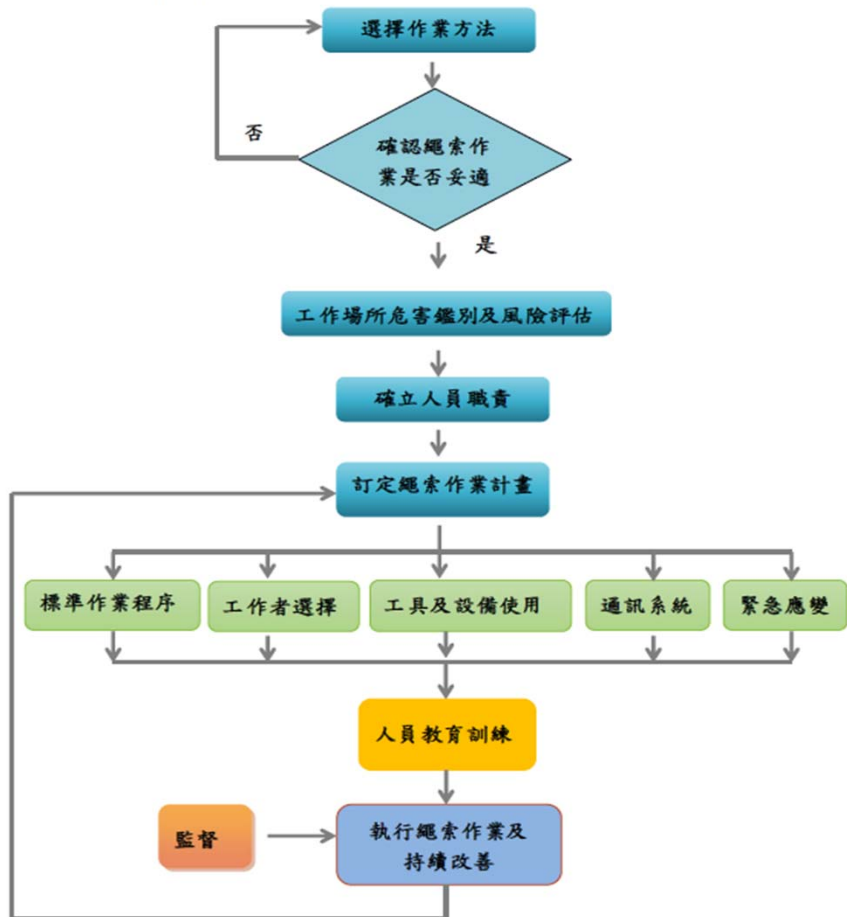 選擇作業方法
否
確認繩索作
業是否妥適
是
工作場所危害鑑別及風險評估
確立人員職責
訂定繩索作業計畫
標準作業程序
工作者選擇
工具及設備使用
通訊系統
緊急應變
人員教育訓練
監督
執行繩索作業及
持續改善